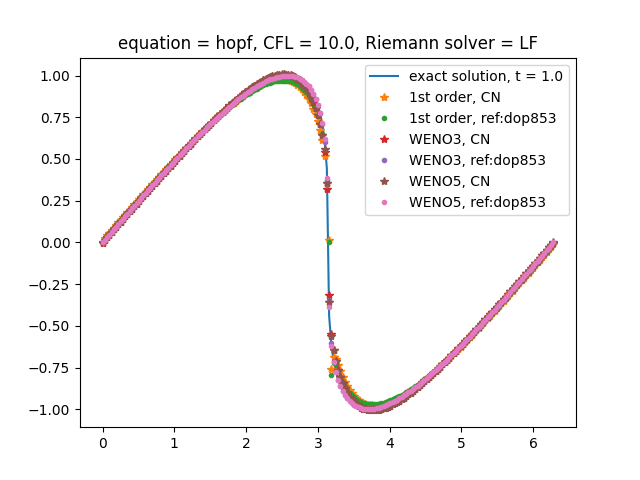 equation = hopf, CFL = 10.0, Riemann solver = LF
exact solution, t = 1.0
1st order, CN
1st order, ref:dop853
WENO3, CN
WENO3, ref:dop853
WENO5, CN
WENO5, ref:dop853
1.00
0.75
0.50
0.25
0.00
−0.25
−0.50
−0.75
−1.00
0 1 2 3 4 5 6